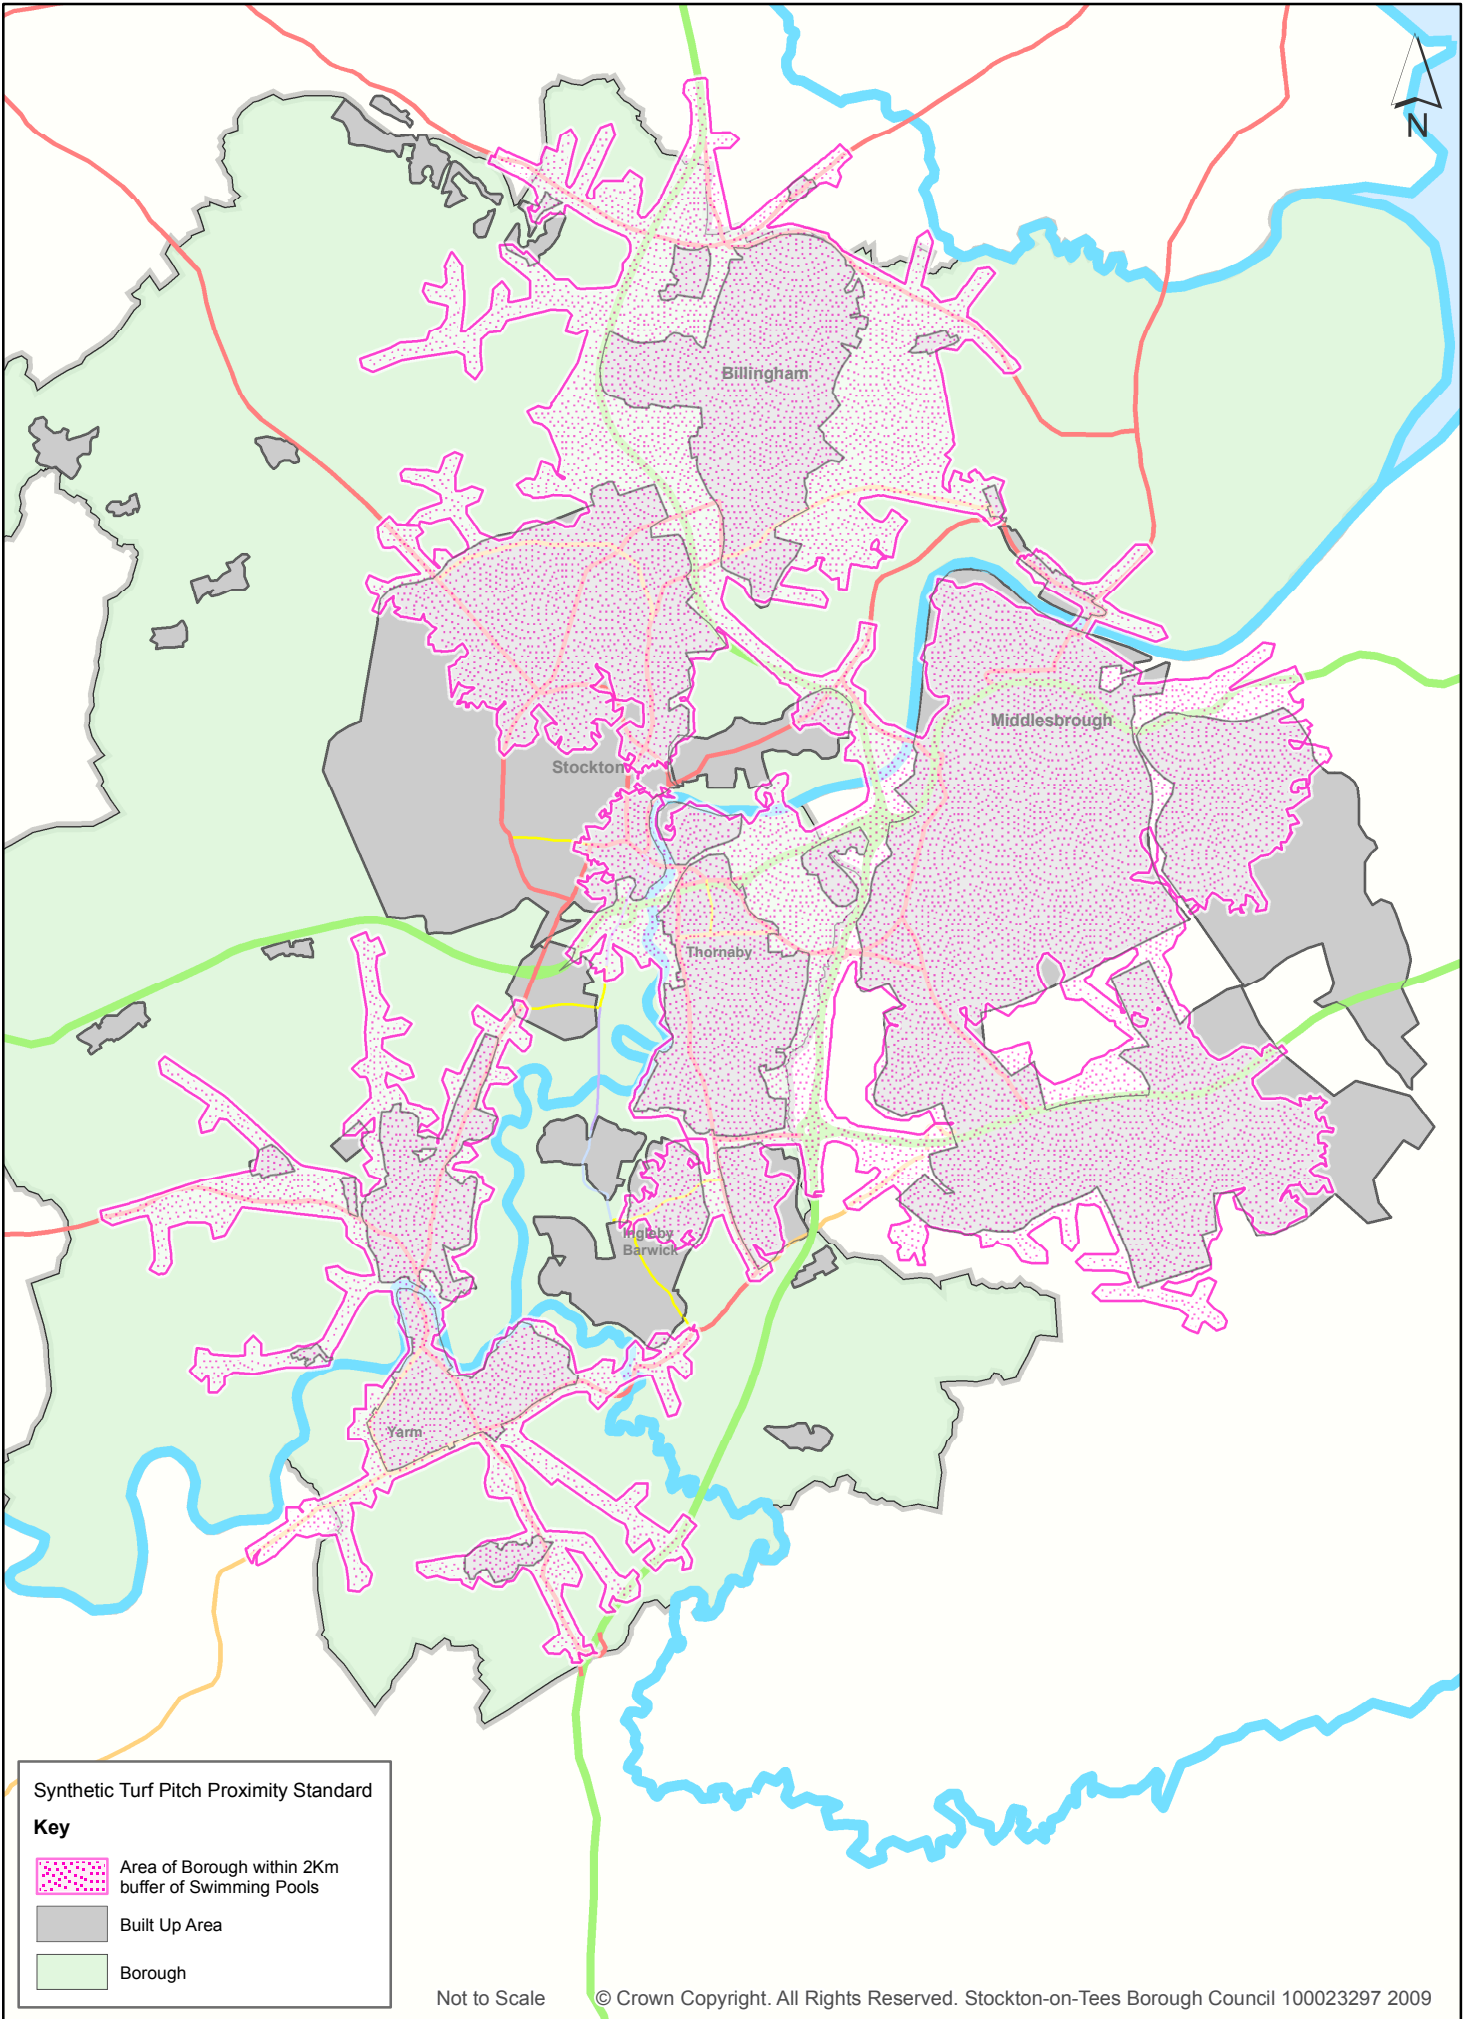 N
Billingham
Middlesbrough
Stockton
Thornaby
Ingleby
Barwick
Yarm
Synthetic Turf Pitch Proximity Standard
Key
Area of Borough within 2Km
buffer of Swimming Pools
Built Up Area
Borough
Not to Scale
© Crown Copyright. All Rights Reserved. Stockton-on-Tees Borough Council 100023297 2009